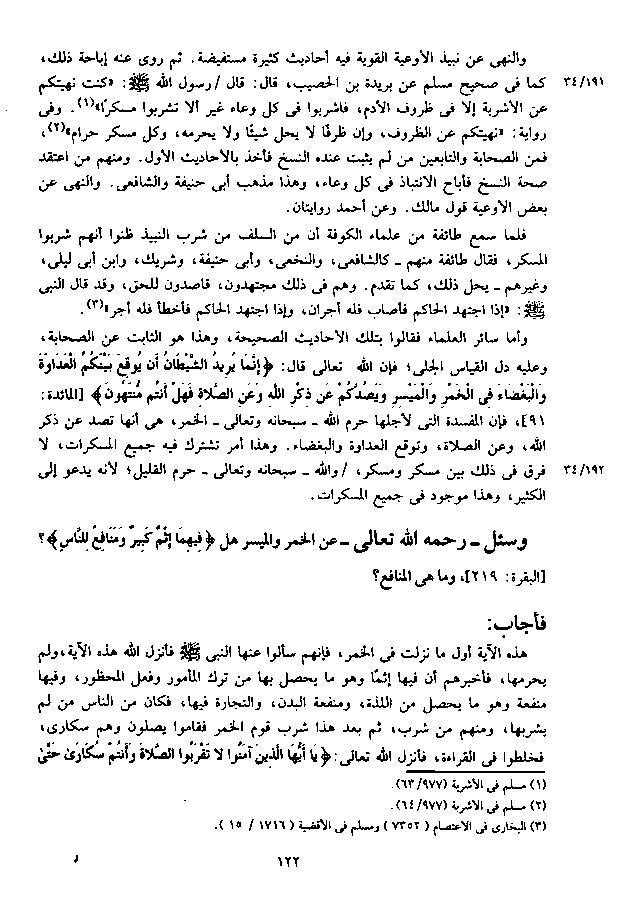 والنهى عن نبيذ الأوعية القوية فيه أحاديث كثيرة مستفيضة. ثم روى عنه إباحة ذلك،
٣٤/١٩١ كما فى صحيح مسلم عن بريدة بن الحصيب، قال: قال / رسول الله ﷺ: «كنت نهيتكم
عن الأشربة إلا فى ظروف الأدم، فاشربوا فى كل وعاء غير ألا تشربوا مسكرًا»(١). وفى
رواية: «نهيتكم عن الظروف، وإن ظرفًا لا يحل شيئًا ولا يحرمه، وكل مسكر حرام»(٢)،
فمن الصحابة والتابعين من لم يثبت عنده النسخ فأخذ بالأحاديث الأول. ومنهم من اعتقد
صحة النسخ فأباح الانتباذ فى كل وعاء، وهذا مذهب أبى حنيفة والشافعى. والنهى عن
بعض الأوعية قول مالك. وعن أحمد روايتان.
فلما سمع طائفة من علماء الكوفة أن من السلف من شرب النبيذ ظنوا أنهم شربوا
المسكر، فقال طائفة منهم ـ كالشافعى، والنخعى، وأبى حنيفة، وشريك، وابن أبى ليلى،
وغيرهم ـ يحل ذلك، كما تقدم. وهم فى ذلك مجتهدون، قاصدون للحق، وقد قال النبى
ﷺ: «إذا اجتهد الحاكم فأصاب فله أجران، وإذا اجتهد الحاكم فأخطأ فله أجر»(٣).
وأما سائر العلماء فقالوا بتلك الأحاديث الصحيحة، وهذا هو الثابت عن الصحابة،
وعليه دل القياس الجلى؛ فإن الله تعالى قال: ﴿إِنَّمَا يُرِيدُ الشَّيْطَانُ أَن يُوقِعَ بَيْنَكُمُ الْعَدَاوَةَ
وَالْبَغْضَاءَ فِي الْخَمْرِ وَالْمَيْسِرِ وَيَصُدَّكُمْ عَن ذِكْرِ اللهِ وَعَنِ الصَّلاةِ فَهَلْ أَنتُم مُّنتَهُونَ﴾ [المائدة:
٩١]، فإن المفسدة التى لأجلها حرم الله ـ سبحانه وتعالى ـ الخمر، هى أنها تصد عن ذكر
الله، وعن الصلاة، وتوقع العداوة والبغضاء. وهذا أمر تشترك فيه جميع المسكرات، لا
٣٤/١٩٢ فرق فى ذلك بين مسكر ومسكر، / والله ـ سبحانه وتعالى ـ حرم القليل؛ لأنه يدعو إلى
الكثير، وهذا موجود فى جميع المسكرات.
وسئل ـ رحمه الله تعالى ـ عن الخمر والميسر هل ﴿فِيهِمَا إِثْمٌ كَبِيرٌ وَمَنَافِعُ لِلنَّاسِ﴾؟
[البقرة: ٢١٩]، وما هى المنافع؟
فأجاب:
هذه الآية أول ما نزلت فى الخمر، فإنهم سألوا عنها النبى ﷺ فأنزل الله هذه الآية، ولم
يحرمها، فأخبرهم أن فيها إثمًا وهو ما يحصل بها من ترك المأمور وفعل المحظور، وفيها
منفعة وهو ما يحصل من اللذة، ومنفعة البدن، والتجارة فيها، فكان من الناس من لم
يشربها، ومنهم من شرب، ثم بعد هذا شرب قوم الخمر فقاموا يصلون وهم سكارى،
فخلطوا فى القراءة، فأنزل الله تعالى: ﴿يَا أَيُّهَا الَّذِينَ آمَنُوا لا تَقْرَبُوا الصَّلاةَ وَأَنتُمْ سُكَارَىٰ حَتَّىٰ
(١) مسلم فى الأشربة (٦٣/٩٧٧).
(٢) مسلم فى الأشربة (٦٤/٩٧٧).
(٣) البخارى فى الاعتصام ( ٧٣٥٢ ) ومسلم فى الأقضية ( ١٧١٦ / ١٥ ).
١٢٢